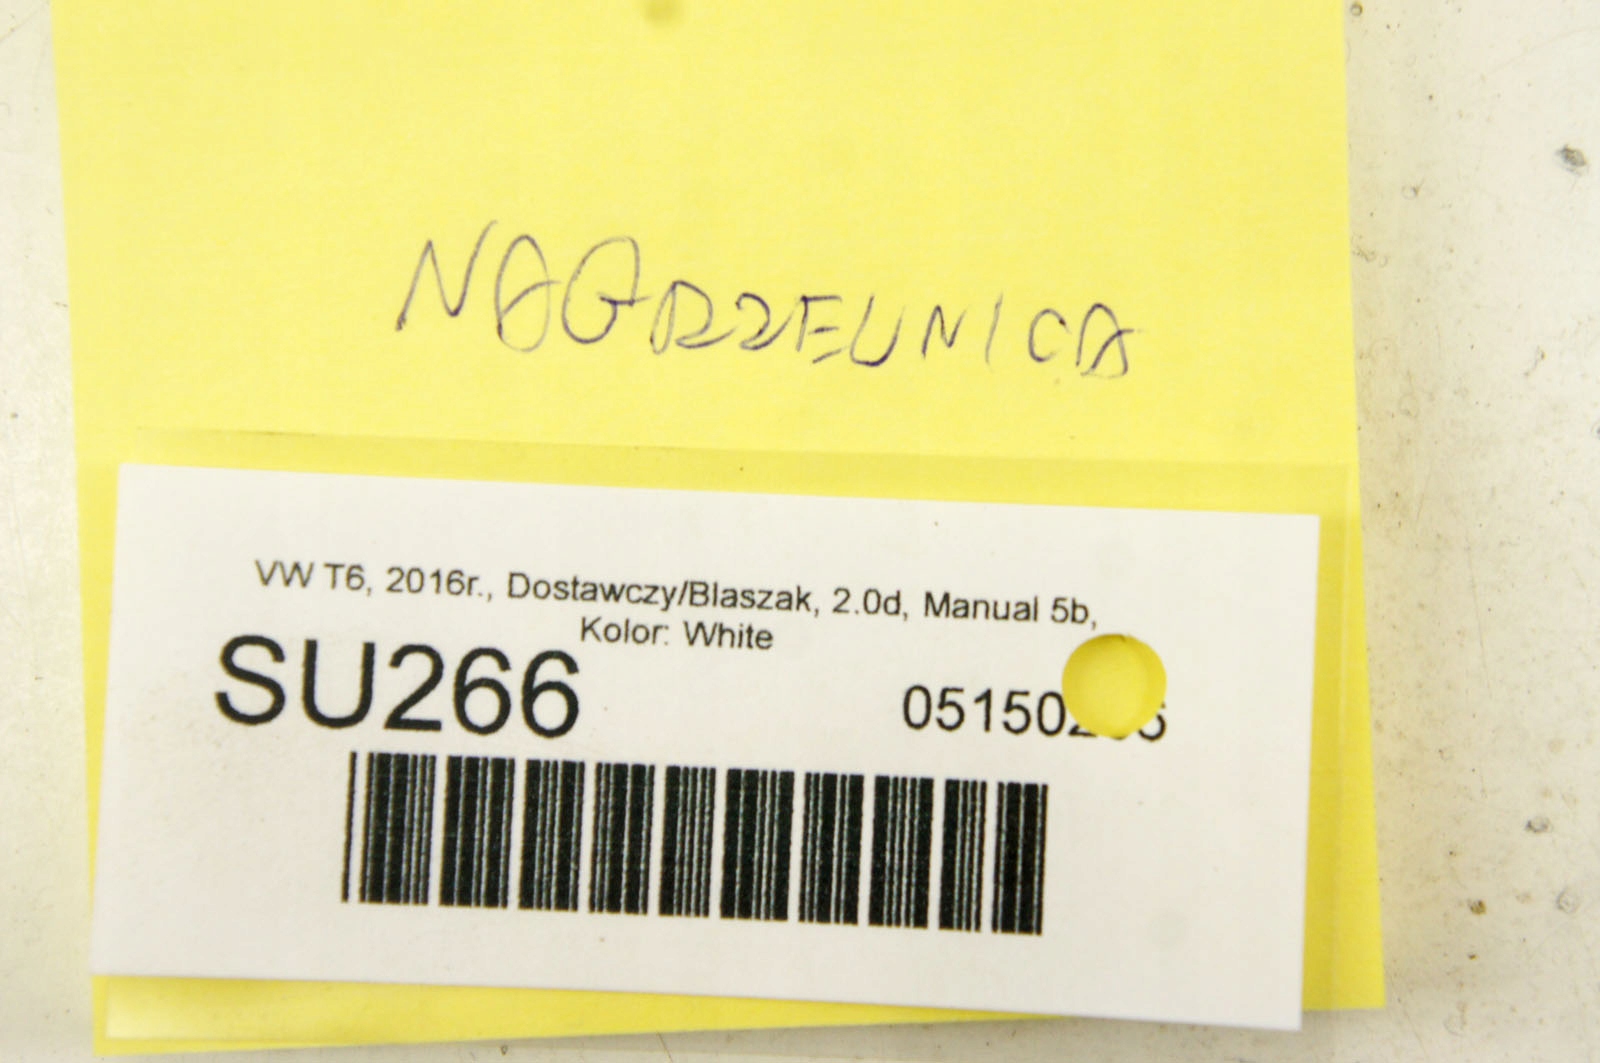 NAGRZEWNICA
VW T6, 2016r., Dostawczy/Blaszak, 2.0d, Manual 5b,
Kolor: White
SU266